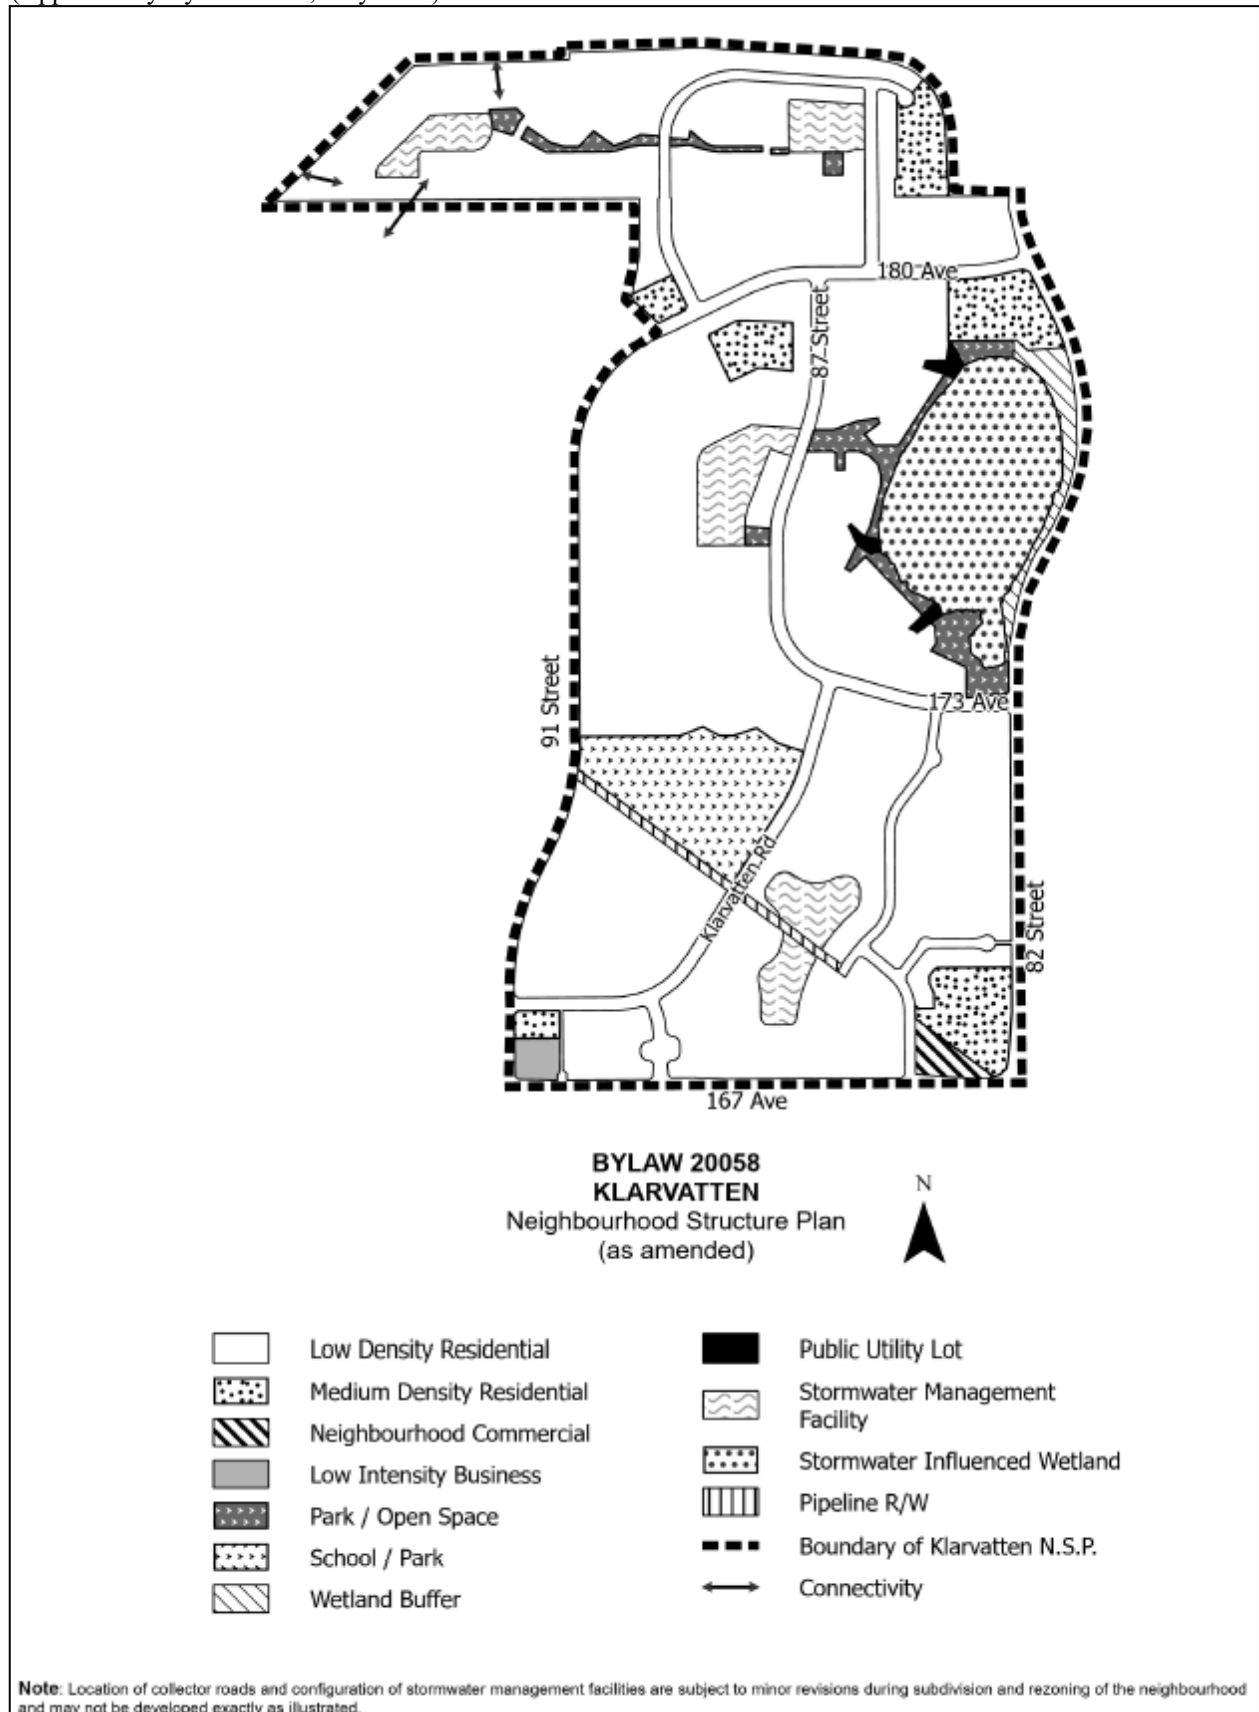 180 Ave
87 Street
91 Street
173 Ave
Klarvatten Rd
82 Street
167 Ave
BYLAW 20058
KLARVATTEN
Neighbourhood Structure Plan
(as amended)
N
Low Density Residential
Medium Density Residential
Neighbourhood Commercial
Low Intensity Business
Park / Open Space
School / Park
Wetland Buffer
Public Utility Lot
Stormwater Management
Facility
Stormwater Influenced Wetland
Pipeline R/W
Boundary of Klarvatten N.S.P.
Connectivity
Note: Location of collector roads and configuration of stormwater management facilities are subject to minor revisions during subdivision and rezoning of the neighbourhood
and may not be developed exactly as illustrated.